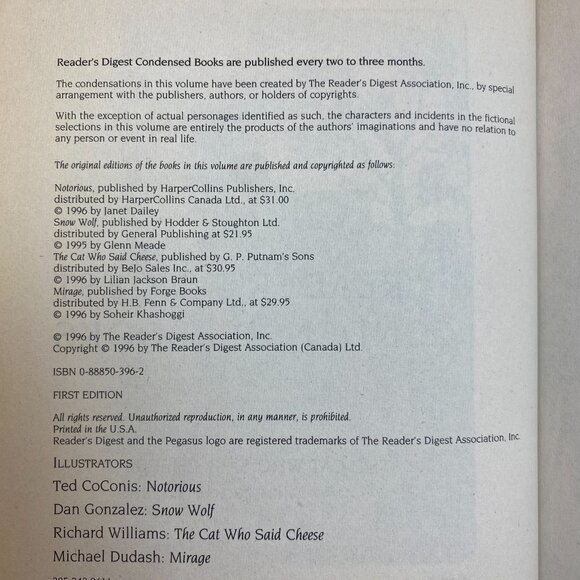 Reader's Digest Condensed Books are published every two to three months.
The condensations in this volume have been created by The Reader's Digest Association, Inc., by special
arrangement with the publishers, authors, or holders of copyrights.
With the exception of actual personages identified as such, the characters and incidents in the fictional
selections in this volume are entirely the products of the authors' imaginations and have no relation to
any person or event in real life.
The original editions of the books in this volume are published and copyrighted as follows:
Notorious, published by HarperCollins Publishers, Inc.
distributed by HarperCollins Canada Ltd., at $31.00
© 1996 by Janet Dailey
Snow Wolf, published by Hodder & Stoughton Ltd.
distributed by General Publishing at $21.95
© 1995 by Glenn Meade
The Cat Who Said Cheese, published by G. P. Putnam's Sons
distributed by BeJo Sales Inc., at $30.95
© 1996 by Lilian Jackson Braun
Mirage, published by Forge Books
distributed by H.B. Fenn & Company Ltd., at $29.95
© 1996 by Soheir Khashoggi
© 1996 by The Reader's Digest Association, Inc.
Copyright © 1996 by The Reader's Digest Association (Canada) Ltd.
ISBN 0-88850-396-2
FIRST EDITION
All rights reserved. Unauthorized reproduction, in any manner, is prohibited.
Printed in the U.S.A.
Reader's Digest and the Pegasus logo are registered trademarks of The Reader's Digest Association, Inc.
ILLUSTRATORS
Ted CoConis: Notorious
Dan Gonzalez: Snow Wolf
Richard Williams: The Cat Who Said Cheese
Michael Dudash: Mirage